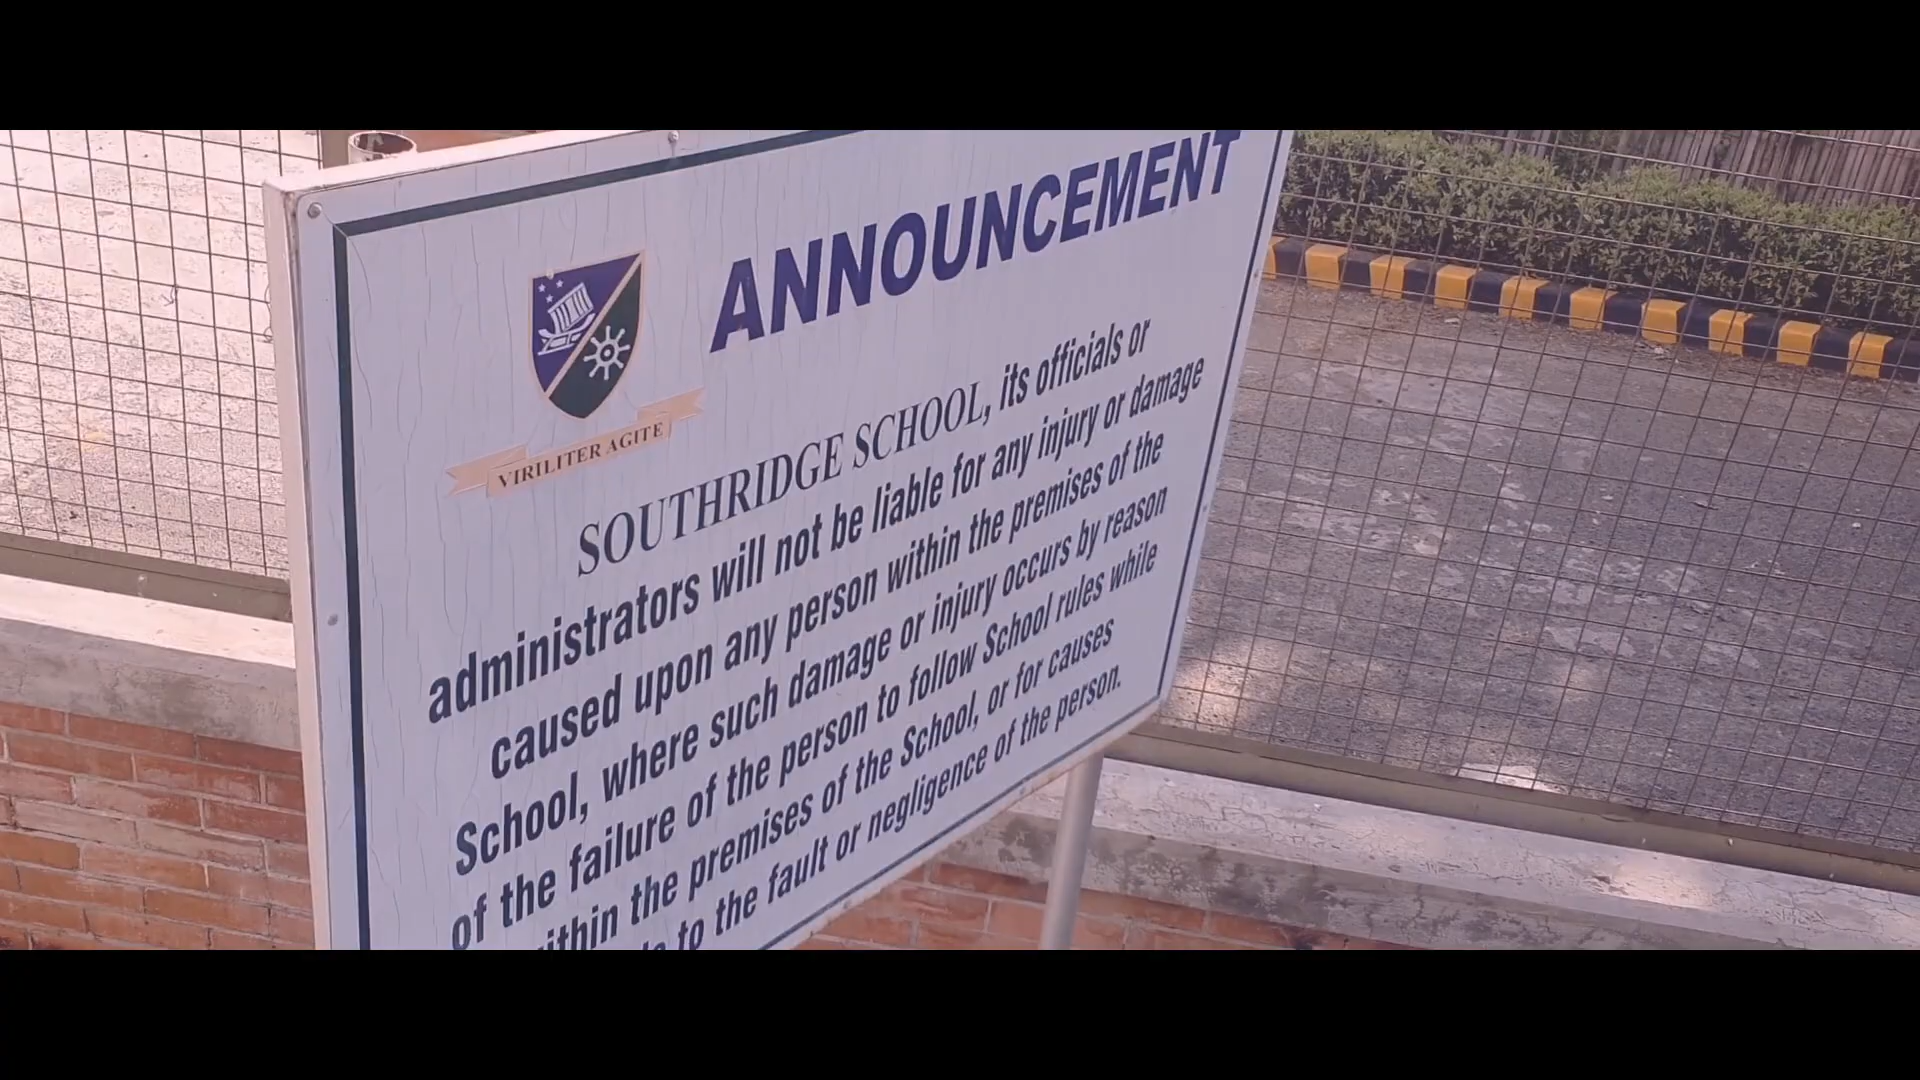 ANNOUNCEMENT
VIRILITER AGITE
SOUTHRIDGE SCHOOL, its officials or
administrators will not be liable for any injury or damage
caused upon any person within the premises of the
School, where such damage or injury occurs by reason
of the failure of the person to follow School rules while
within the premises of the School, or for causes
to the fault or negligence of the person.